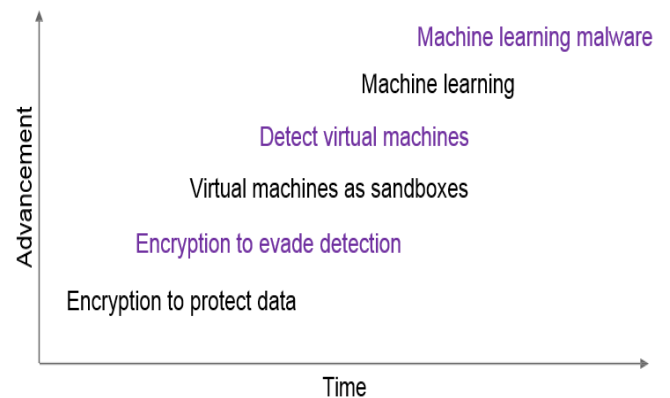 Machine learning malware
Machine learning
Detect virtual machines
Virtual machines as sandboxes
Encryption to evade detection
Encryption to protect data
Advancement
Time